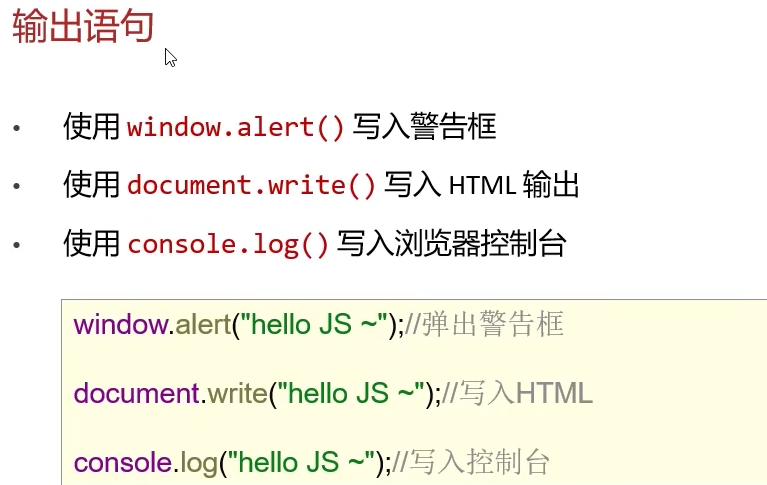 输出语句
• 使用 window.alert() 写入警告框
• 使用 document.write() 写入 HTML 输出
• 使用 console.log() 写入浏览器控制台
window.alert("hello JS ~");//弹出警告框
document.write("hello JS ~");//写入HTML
console.log("hello JS ~");//写入控制台